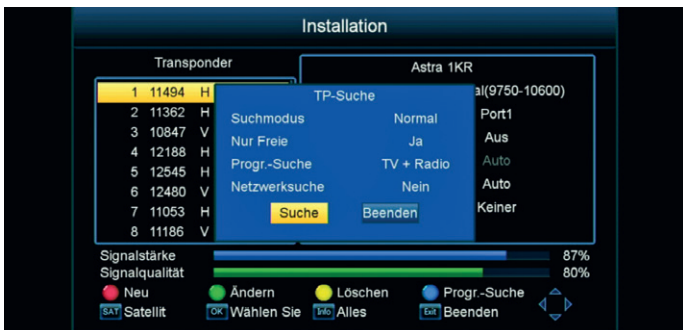 Installation
Transponder
Astra 1KR
1 11494 H
2 11362 H
3 10847 V
4 12188 H
5 12545 H
6 12480 V
7 11053 H
8 11186 V
TP-Suche
Suchmodus Normal
Nur Freie Ja
Progr.-Suche TV + Radio
Netzwerksuche Nein
Suche Beenden
(9750-10600)
Port1
Aus
Auto
Auto
Keiner
Signalstärke 87%
Signalqualität 80%
Neu Ändern Löschen Progr.-Suche
SAT Satellit OK Wählen Sie Info Alles Exit Beenden